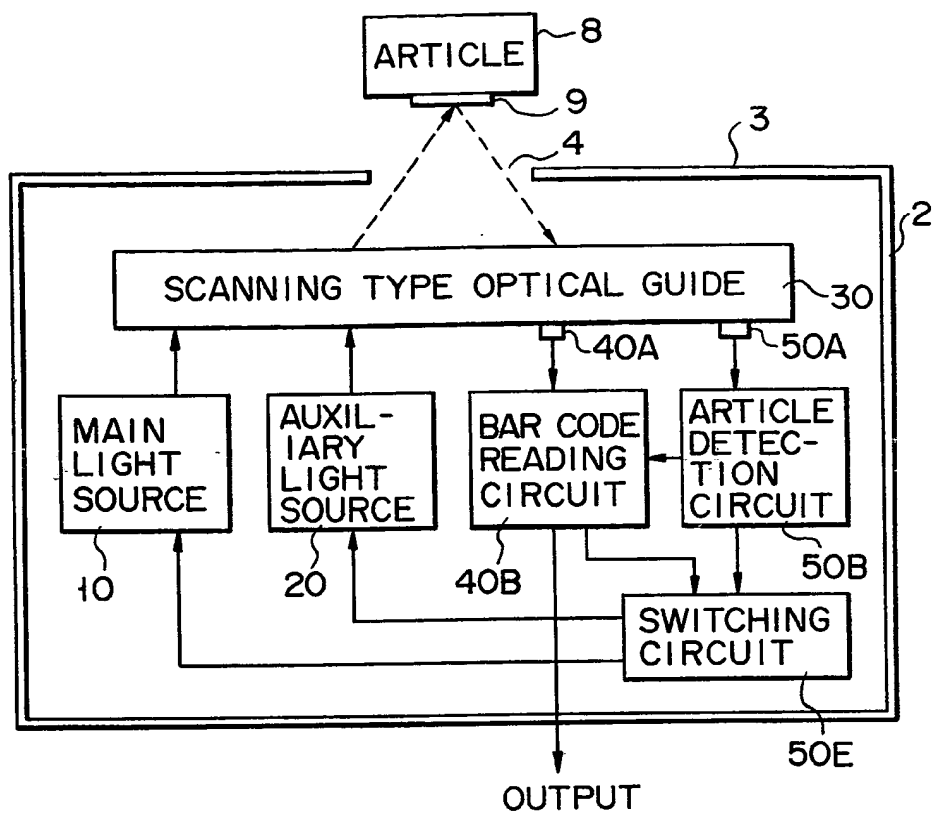 ARTICLE
8
9
4
3
2
SCANNING TYPE OPTICAL GUIDE
30
40A
50A
MAIN
LIGHT
SOURCE
10
AUXIL-
IARY
LIGHT
SOURCE
20
BAR CODE
READING
CIRCUIT
40B
ARTICLE
DETEC-
TION
CIRCUIT
50B
SWITCHING
CIRCUIT
50E
OUTPUT